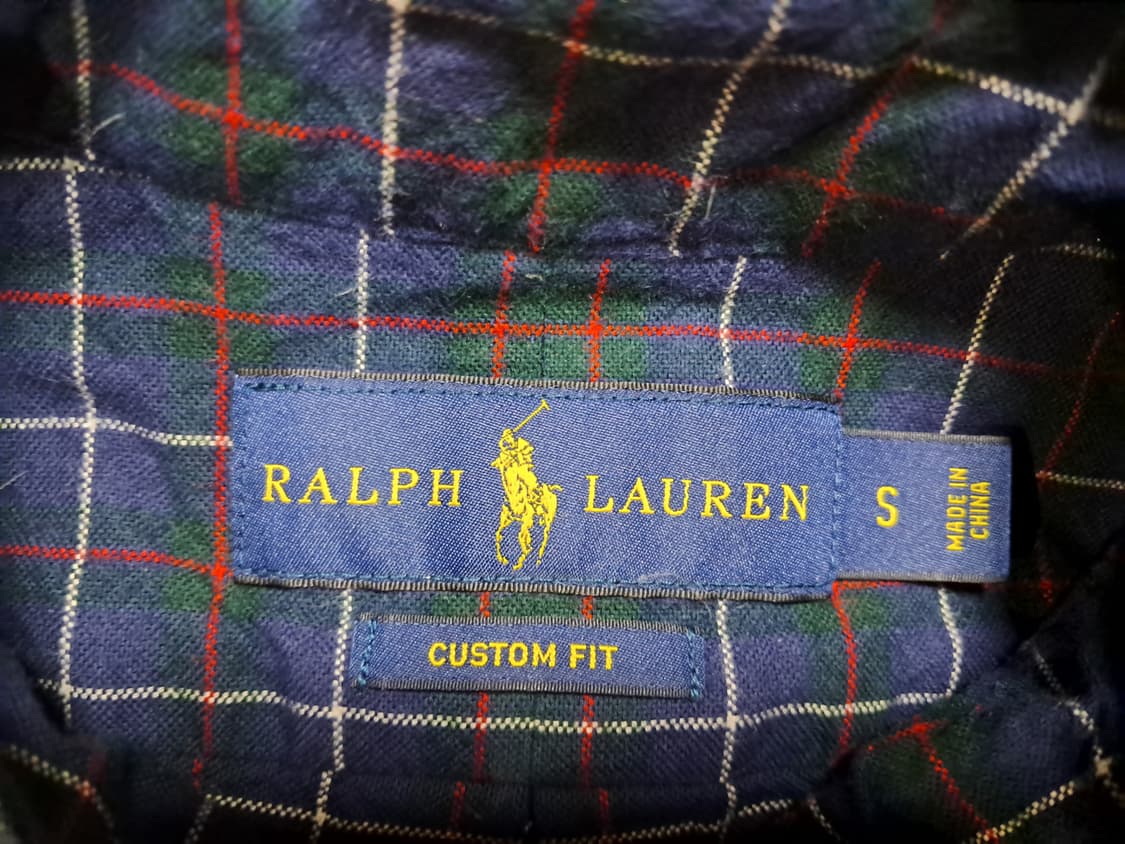 RALPH LAUREN
S
MADE IN
CHINA
CUSTOM FIT